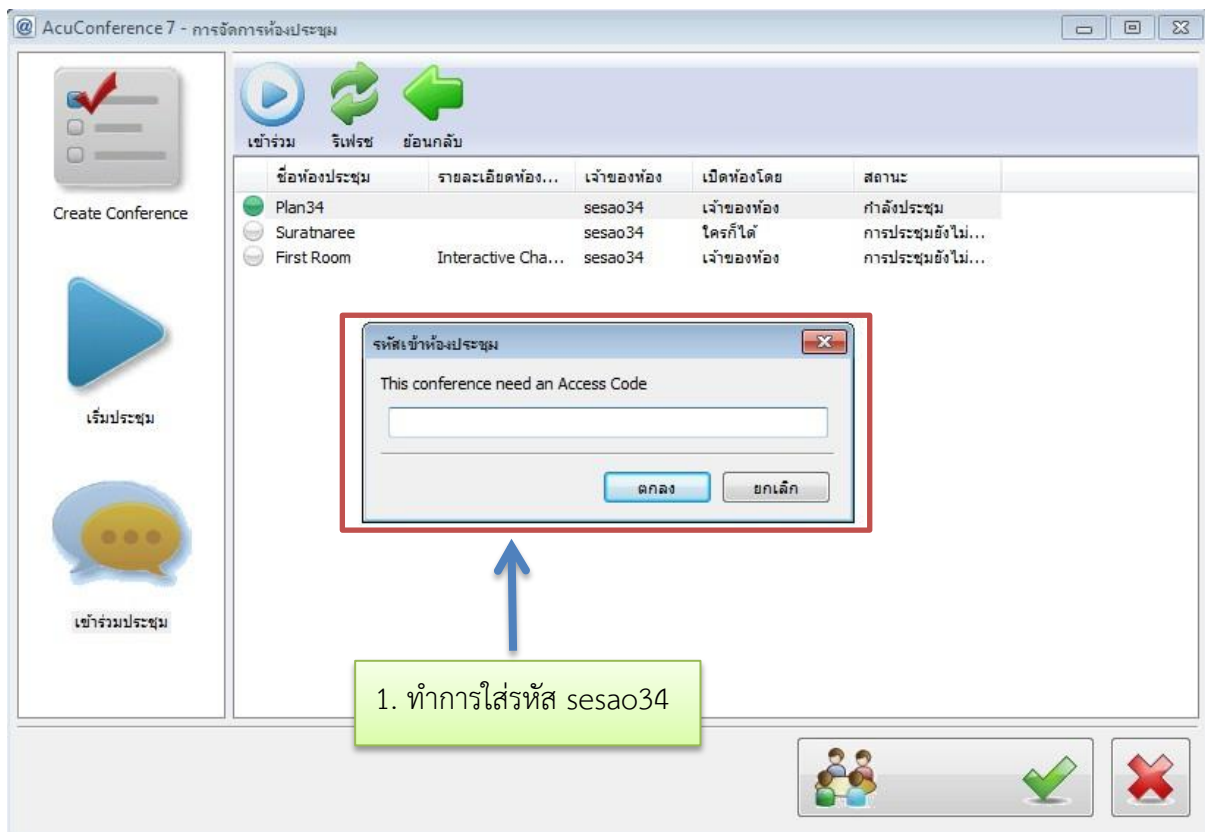 AcuConference 7 - การจัดการห้องประชุม
เข้าร่วม รีเฟรช ย้อนกลับ
ชื่อห้องประชุม รายละเอียดห้อง... เจ้าของห้อง เปิดห้องโดย สถานะ
Plan34 sesao34 เจ้าของห้อง กำลังประชุม
Suratnaree sesao34 ใครก็ได้ การประชุมยังไม่...
First Room Interactive Cha... sesao34 เจ้าของห้อง การประชุมยังไม่...
Create Conference
เริ่มประชุม
เข้าร่วมประชุม
รหัสเข้าห้องประชุม
This conference need an Access Code
ตกลง ยกเลิก
1. ทำการใส่รหัส sesao34